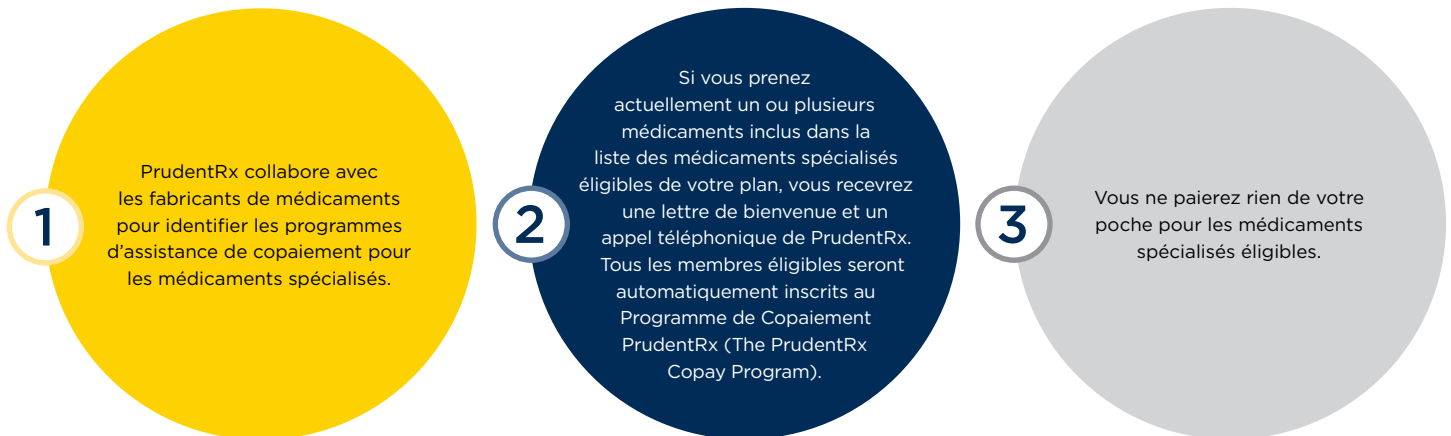 1
PrudentRx collabore avec
les fabricants de médicaments
pour identifier les programmes
d’assistance de copaiement pour
les médicaments spécialisés.
2
Si vous prenez
actuellement un ou plusieurs
médicaments inclus dans la
liste des médicaments spécialisés
éligibles de votre plan, vous recevrez
une lettre de bienvenue et un
appel téléphonique de PrudentRx.
Tous les membres éligibles seront
automatiquement inscrits au
Programme de Copaiement
PrudentRx (The PrudentRx
Copay Program).
3
Vous ne paierez rien de votre
poche pour les médicaments
spécialisés éligibles.